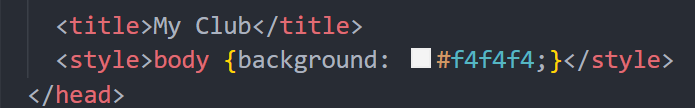 <title>My Club</title>
<style>body {background: #f4f4f4;}</style>
</head>